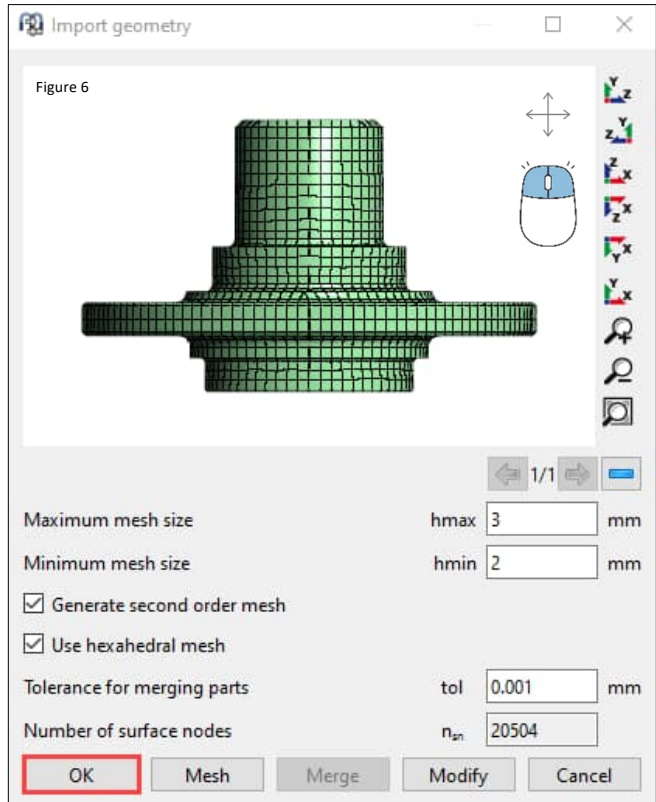 Import geometry
Figure 6
Y
Z
Y
Z
Z
X
X
Z
X
Y
Y
X
1/1
Maximum mesh size hmax 3 mm
Minimum mesh size hmin 2 mm
Generate second order mesh
Use hexahedral mesh
Tolerance for merging parts tol 0.001 mm
Number of surface nodes nsn 20504
OK Mesh Merge Modify Cancel